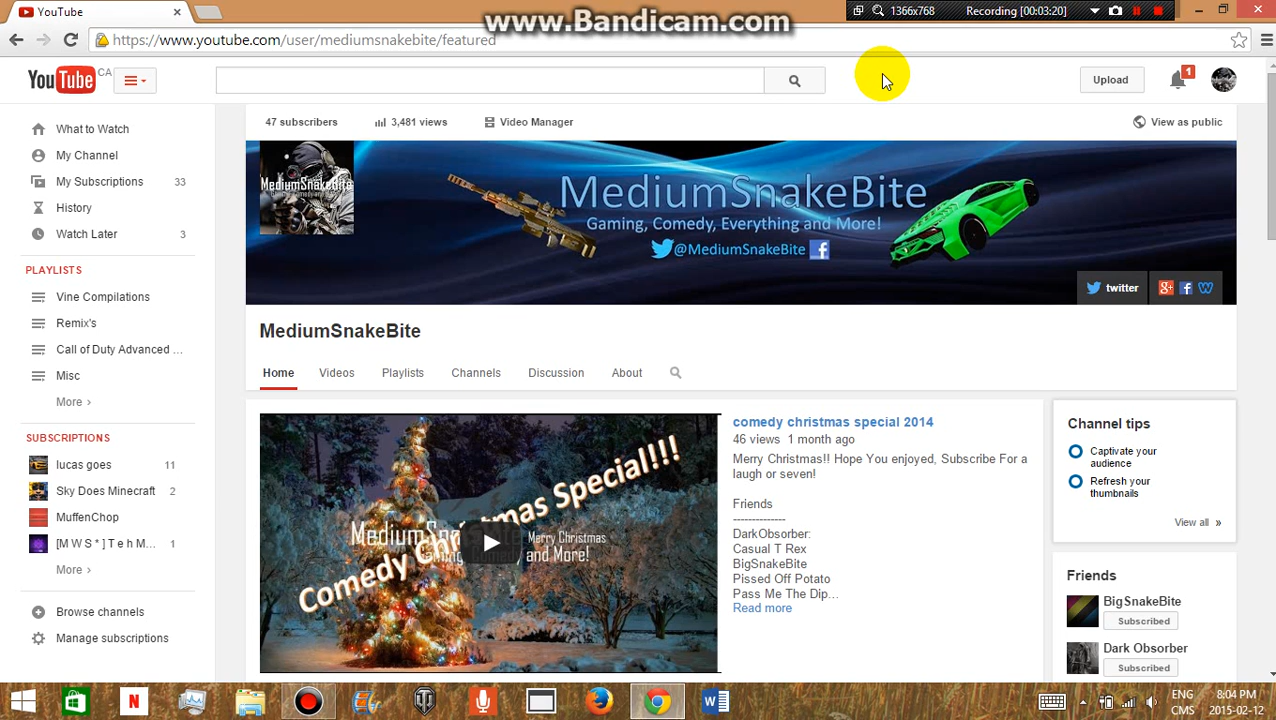 www.Bandicam.com
YouTube
1366x768
Recording [00:03:20]
https://www.youtube.com/user/mediumsnakebite/featured
YouTube CA
Upload
1
What to Watch
My Channel
My Subscriptions 33
History
Watch Later 3
PLAYLISTS
Vine Compilations
Remix's
Call of Duty Advanced ...
Misc
More >
SUBSCRIPTIONS
lucas goes 11
Sky Does Minecraft 2
MuffenChop
[M W S * ] T e h M... 1
More >
Browse channels
Manage subscriptions
47 subscribers
3,481 views
Video Manager
View as public
MediumSnakeBite
MediumSnakeBite
Gaming, Comedy, Everything and More!
@MediumSnakeBite
twitter
MediumSnakeBite
Home
Videos
Playlists
Channels
Discussion
About
Comedy Christmas Special!!!
Merry Christmas
and More!
comedy christmas special 2014
46 views 1 month ago
Merry Christmas!! Hope You enjoyed, Subscribe For a
laugh or seven!
Friends
--------------
DarkObsorber:
Casual T Rex
BigSnakeBite
Pissed Off Potato
Pass Me The Dip...
Read more
Channel tips
Captivate your
audience
Refresh your
thumbnails
View all »
Friends
BigSnakeBite
Subscribed
Dark Obsorber
Subscribed
ENG
CMS
8:04 PM
2015-02-12